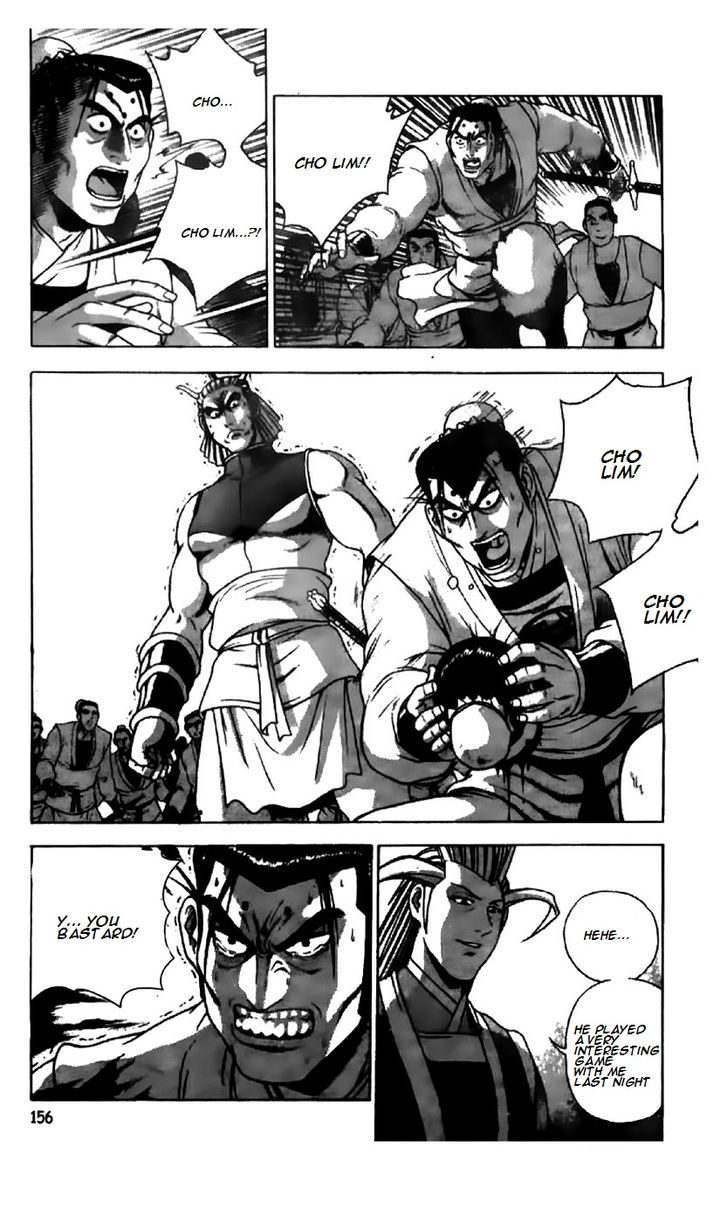 CHO...
CHO LIM...?!
CHO LIM!!
CHO
LIM!
CHO
LIM!!
Y... YOU
BASTARD!
HEHE...
HE PLAYED
A VERY
INTERESTING
GAME
WITH ME
LAST NIGHT
156